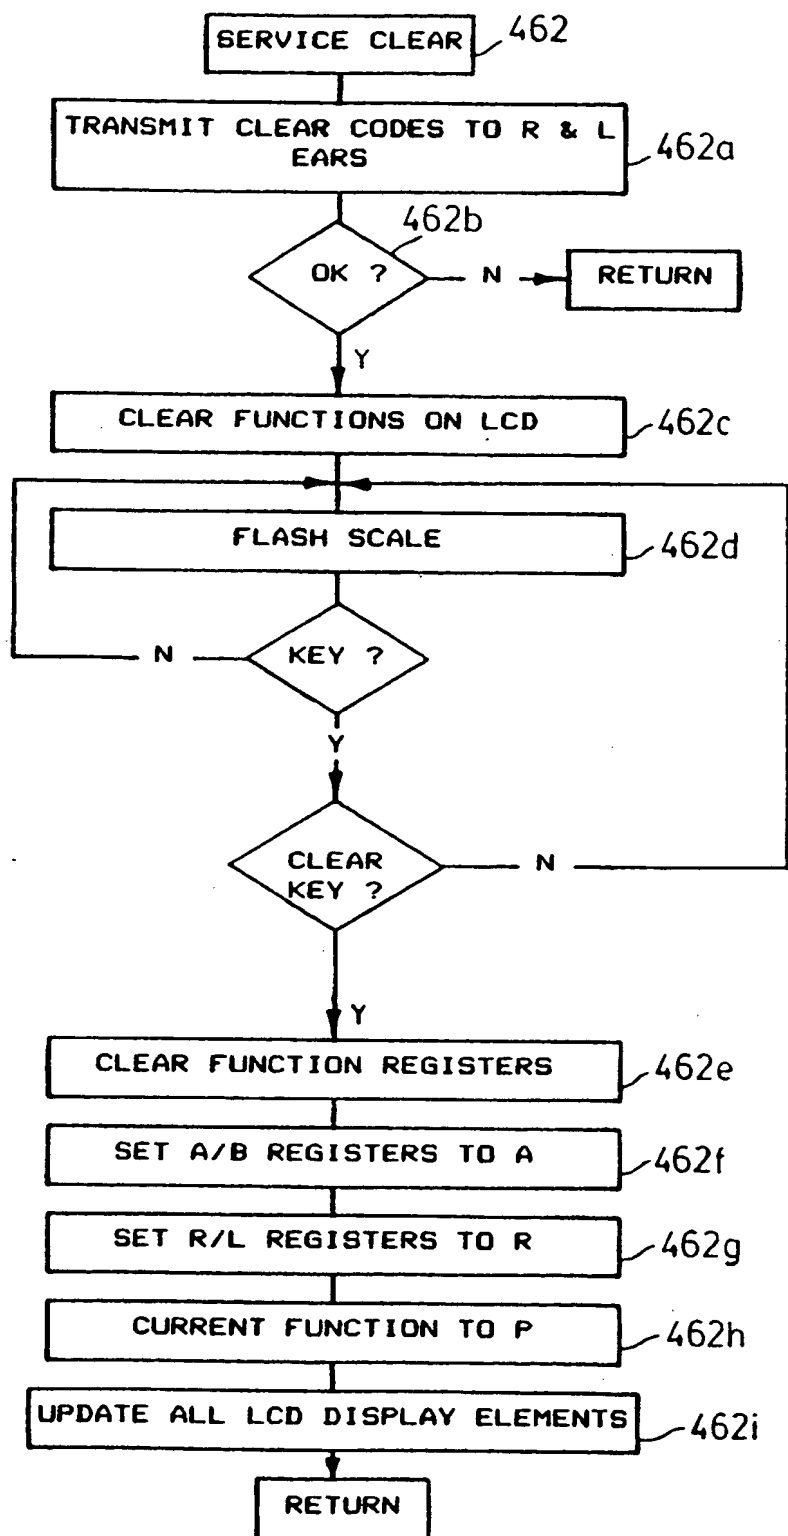 SERVICE CLEAR
462
TRANSMIT CLEAR CODES TO R & L
EARS
462a
462b
OK ?
N
RETURN
Y
CLEAR FUNCTIONS ON LCD
462c
FLASH SCALE
462d
KEY ?
N
Y
CLEAR
KEY ?
N
Y
CLEAR FUNCTION REGISTERS
462e
SET A/B REGISTERS TO A
462f
SET R/L REGISTERS TO R
462g
CURRENT FUNCTION TO P
462h
UPDATE ALL LCD DISPLAY ELEMENTS
462i
RETURN